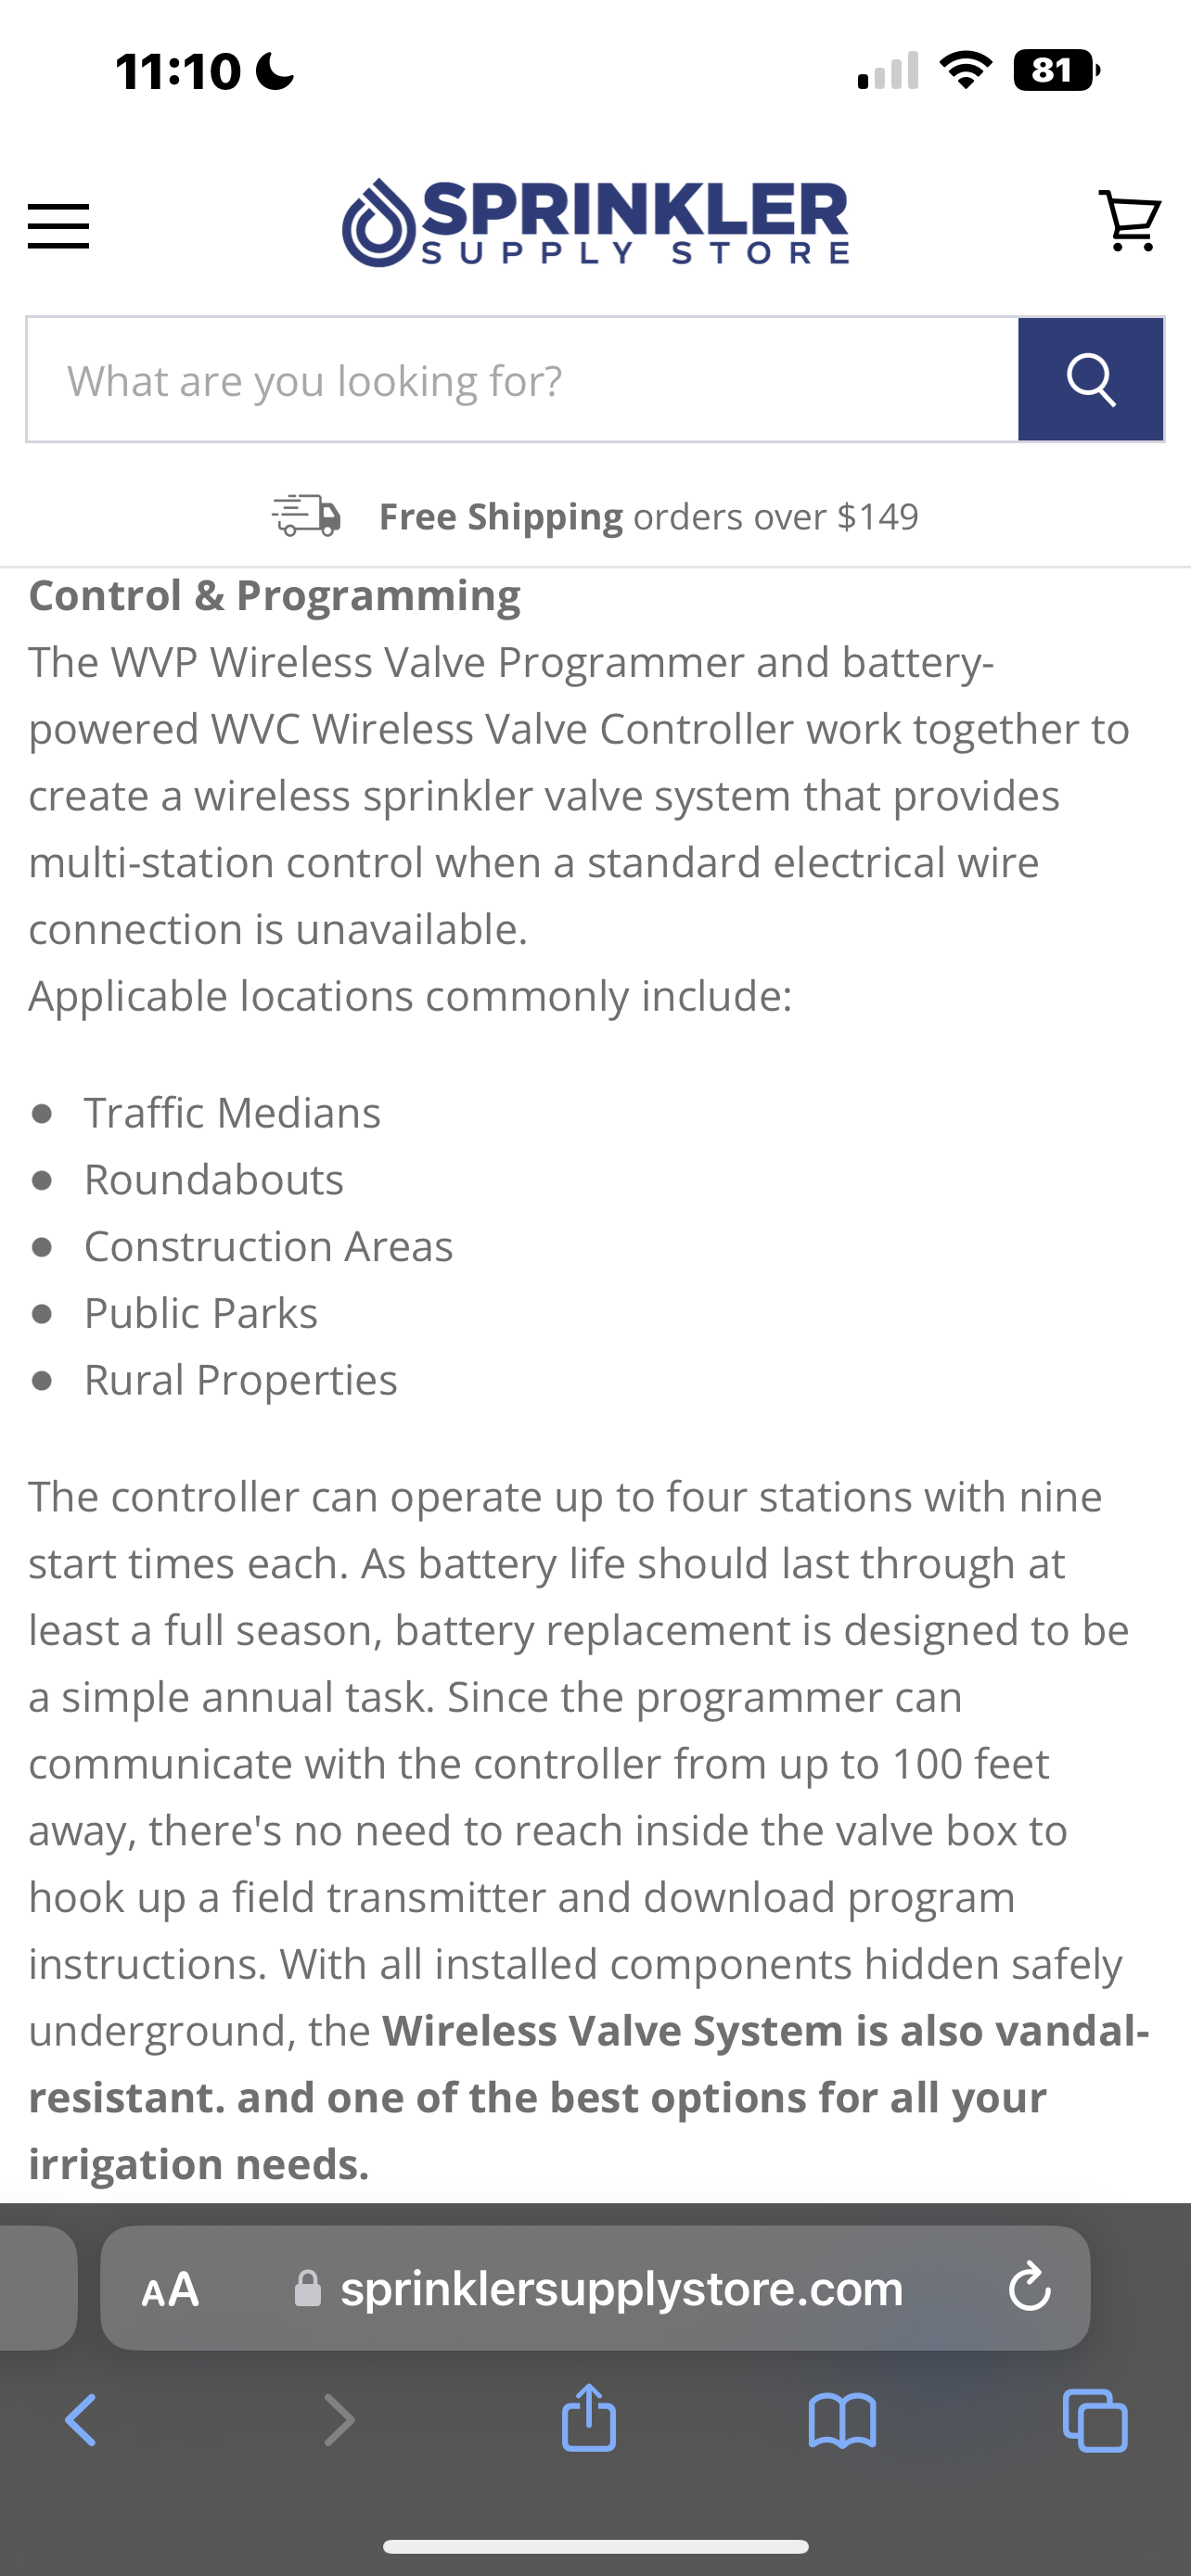 11:10
81
SPRINKLER
SUPPLY STORE
What are you looking for?
Free Shipping orders over $149
Control & Programming
The WVP Wireless Valve Programmer and battery-
powered WVC Wireless Valve Controller work together to
create a wireless sprinkler valve system that provides
multi-station control when a standard electrical wire
connection is unavailable.
Applicable locations commonly include:
• Traffic Medians
• Roundabouts
• Construction Areas
• Public Parks
• Rural Properties
The controller can operate up to four stations with nine
start times each. As battery life should last through at
least a full season, battery replacement is designed to be
a simple annual task. Since the programmer can
communicate with the controller from up to 100 feet
away, there's no need to reach inside the valve box to
hook up a field transmitter and download program
instructions. With all installed components hidden safely
underground, the Wireless Valve System is also vandal-
resistant. and one of the best options for all your
irrigation needs.
AA sprinklersupplystore.com